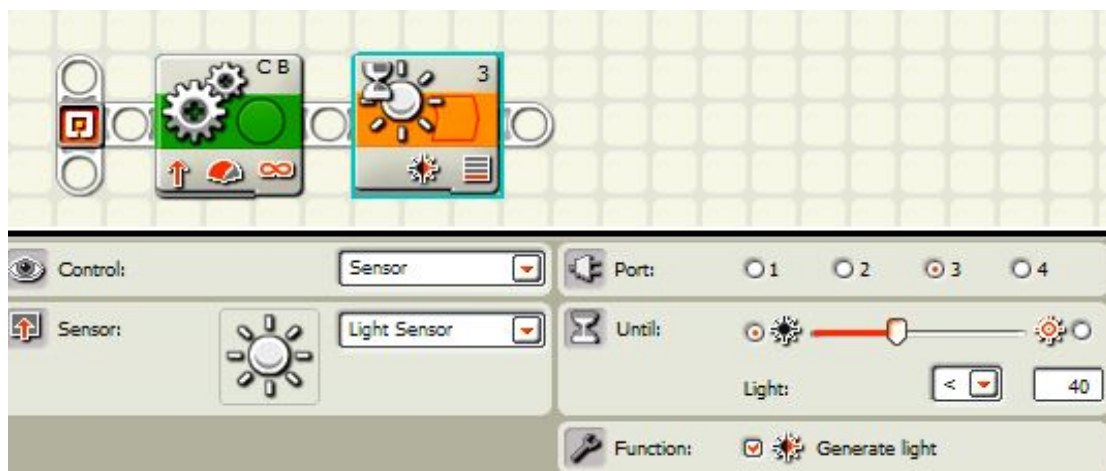 C B
3
Control:
Sensor
Port:
1
2
3
4
Sensor:
Light Sensor
Until:
Light:
<
40
Function:
Generate light